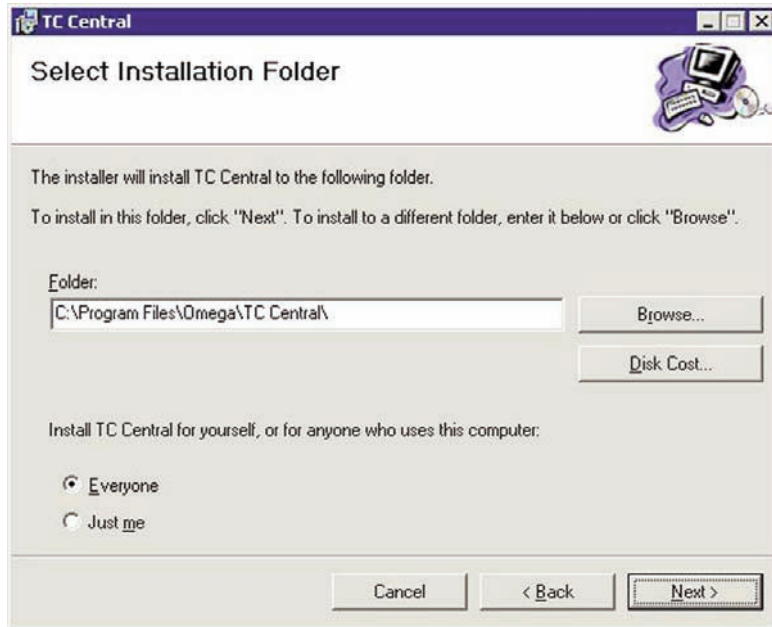 TC Central
Select Installation Folder
The installer will install TC Central to the following folder.
To install in this folder, click "Next". To install to a different folder, enter it below or click "Browse".
Folder:
C:\Program Files\Omega\TC Central\
Browse...
Disk Cost...
Install TC Central for yourself, or for anyone who uses this computer:
Everyone
Just me
Cancel
< Back
Next >